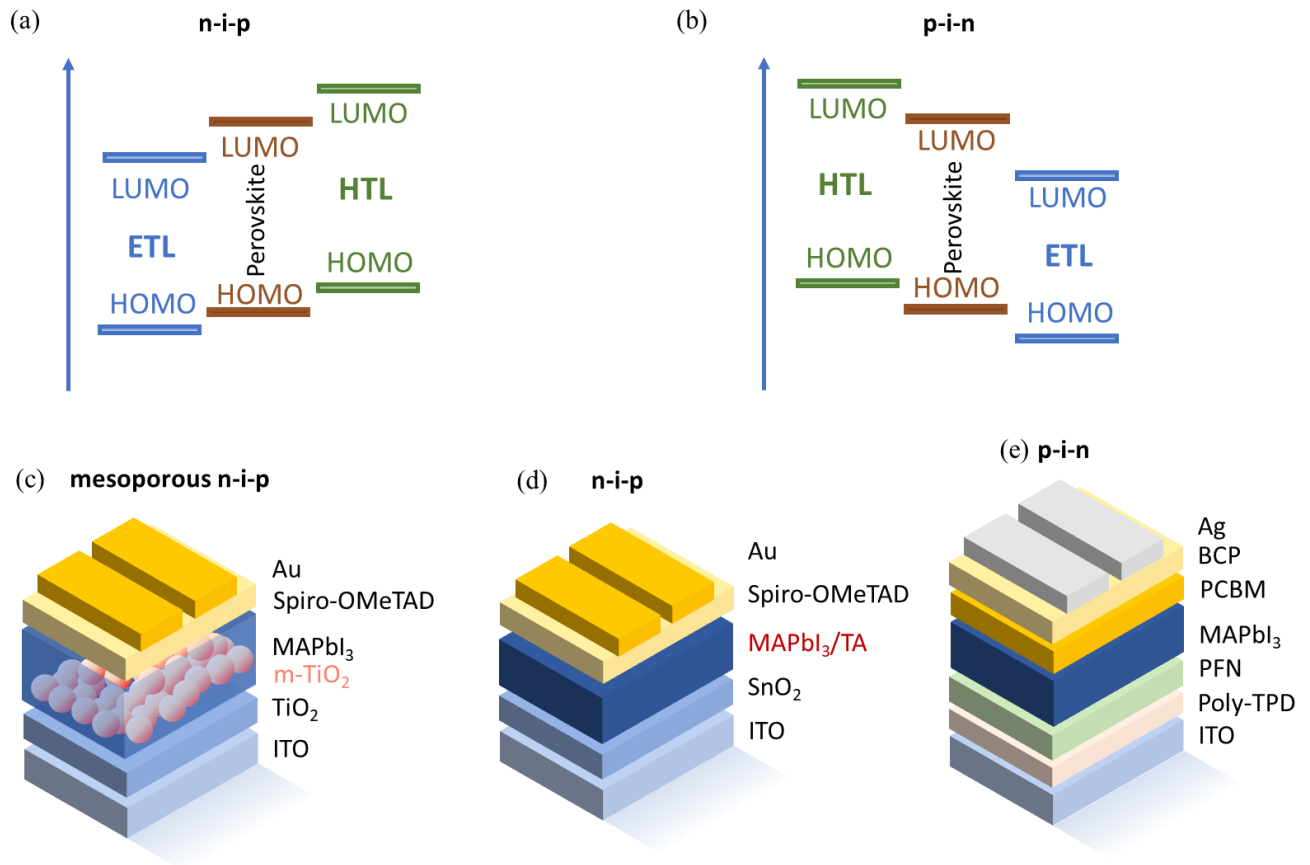 (a)
n-i-p
LUMO
LUMO
LUMO
Perovskite
HTL
ETL
HOMO
HOMO
HOMO
(b)
p-i-n
LUMO
LUMO
LUMO
HTL
Perovskite
ETL
HOMO
HOMO
HOMO
(c)
mesoporous n-i-p
Au
Spiro-OMeTAD
MAPbI₃
m-TiO₂
TiO₂
ITO
(d)
n-i-p
Au
Spiro-OMeTAD
MAPbI₃/TA
SnO₂
ITO
(e)
p-i-n
Ag
BCP
PCBM
MAPbI₃
PFN
Poly-TPD
ITO